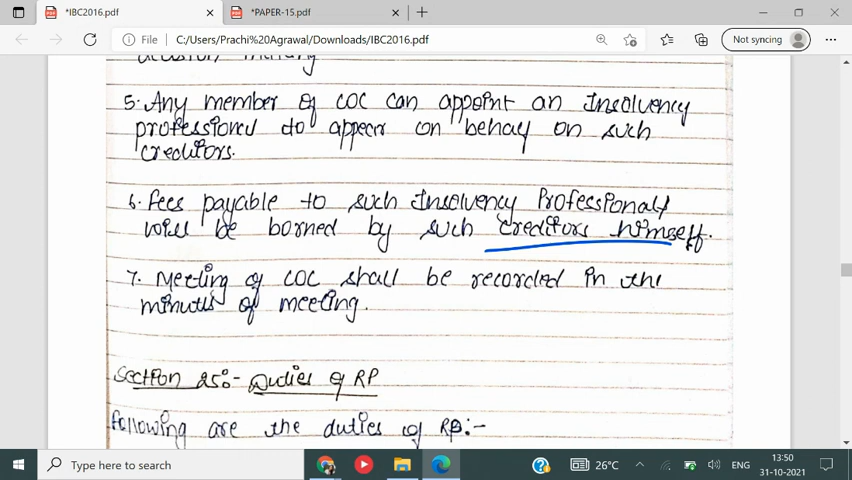 *IBC2016.pdf
*PAPER-15.pdf
File
C:/Users/Prachi%20Agrawal/Downloads/IBC2016.pdf
Not syncing
5. Any member of COC can appoint an Insolvency
professional to appear on behalf on such
creditors.
6. Fees payable to such Insolvency Professionals
will be borned by such creditors himself.
7. Meeting of COC shall be recorded in the
minutes of meeting.
Section 25:- Duties of RP
Following are the duties of RP:-
Type here to search
26°C
ENG
13:50
31-10-2021